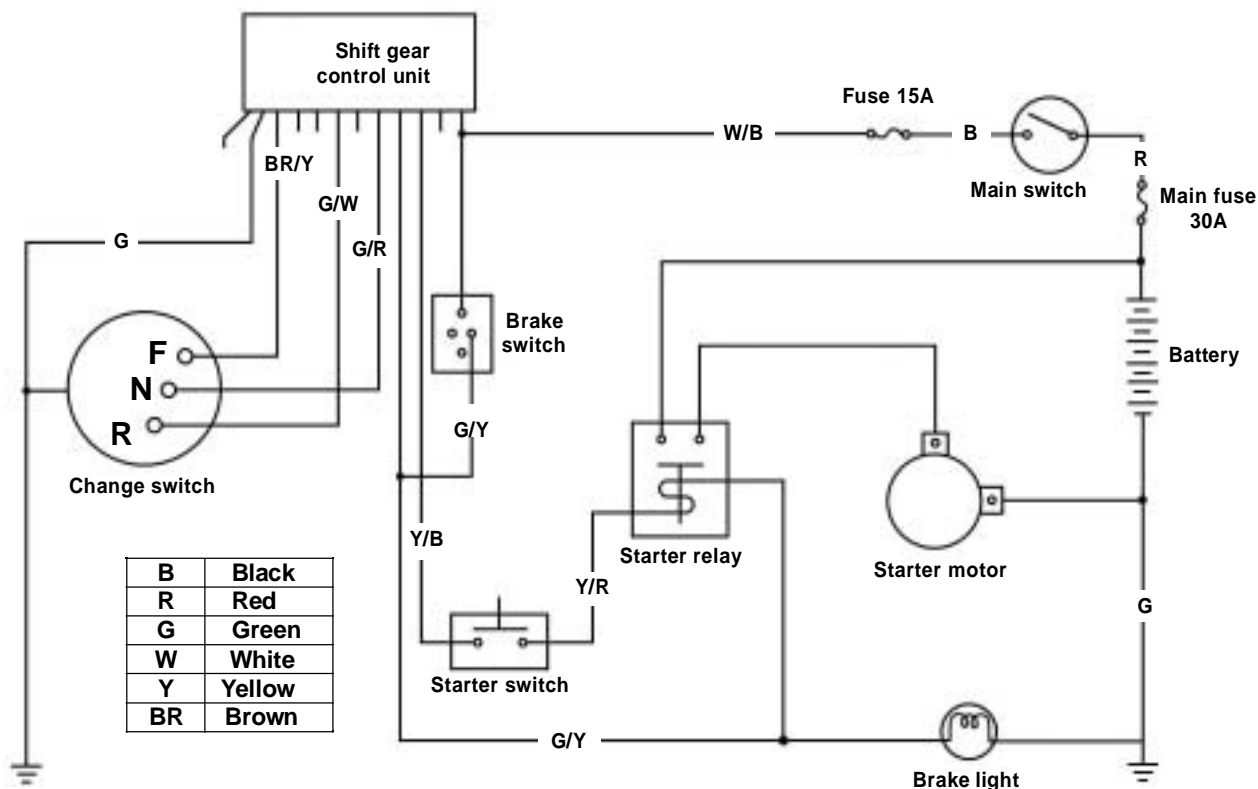 Shift gear
control unit
Fuse 15A
W/B
B
Main switch
R
Main fuse
30A
BR/Y
G/W
G/R
G
F
N
R
Change switch
Brake
switch
G/Y
Battery
Y/B
Starter relay
Y/R
Starter motor
G
Starter switch
G/Y
Brake light
B Black
R Red
G Green
W White
Y Yellow
BR Brown